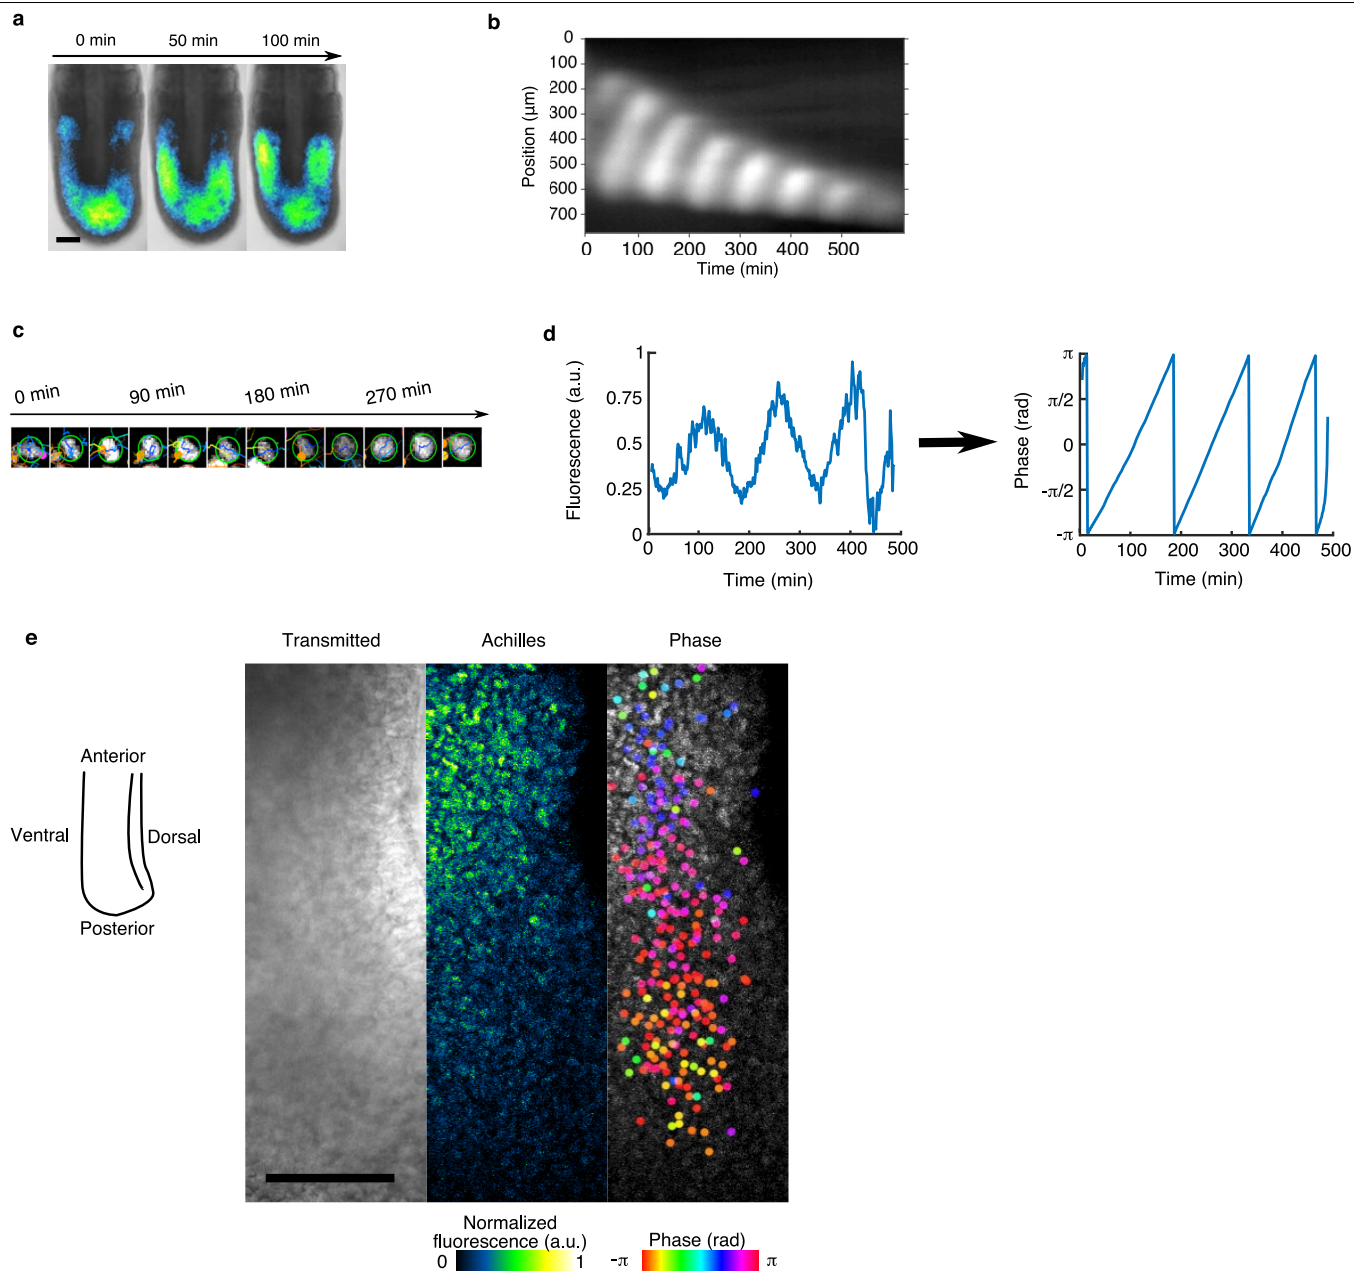 a
0 min 50 min 100 min
b
0
100
200
300
400
500
600
700
Position (µm)
0 100 200 300 400 500
Time (min)
c
0 min 90 min 180 min 270 min
d
1
0.75
0.5
0.25
0
Fluorescence (a.u.)
0 100 200 300 400 500
Time (min)
π
π/2
0
-π/2
-π
Phase (rad)
0 100 200 300 400 500
Time (min)
e
Transmitted Achilles Phase
Anterior
Ventral Dorsal
Posterior
Normalized
fluorescence (a.u.)
0 1
Phase (rad)
-π π